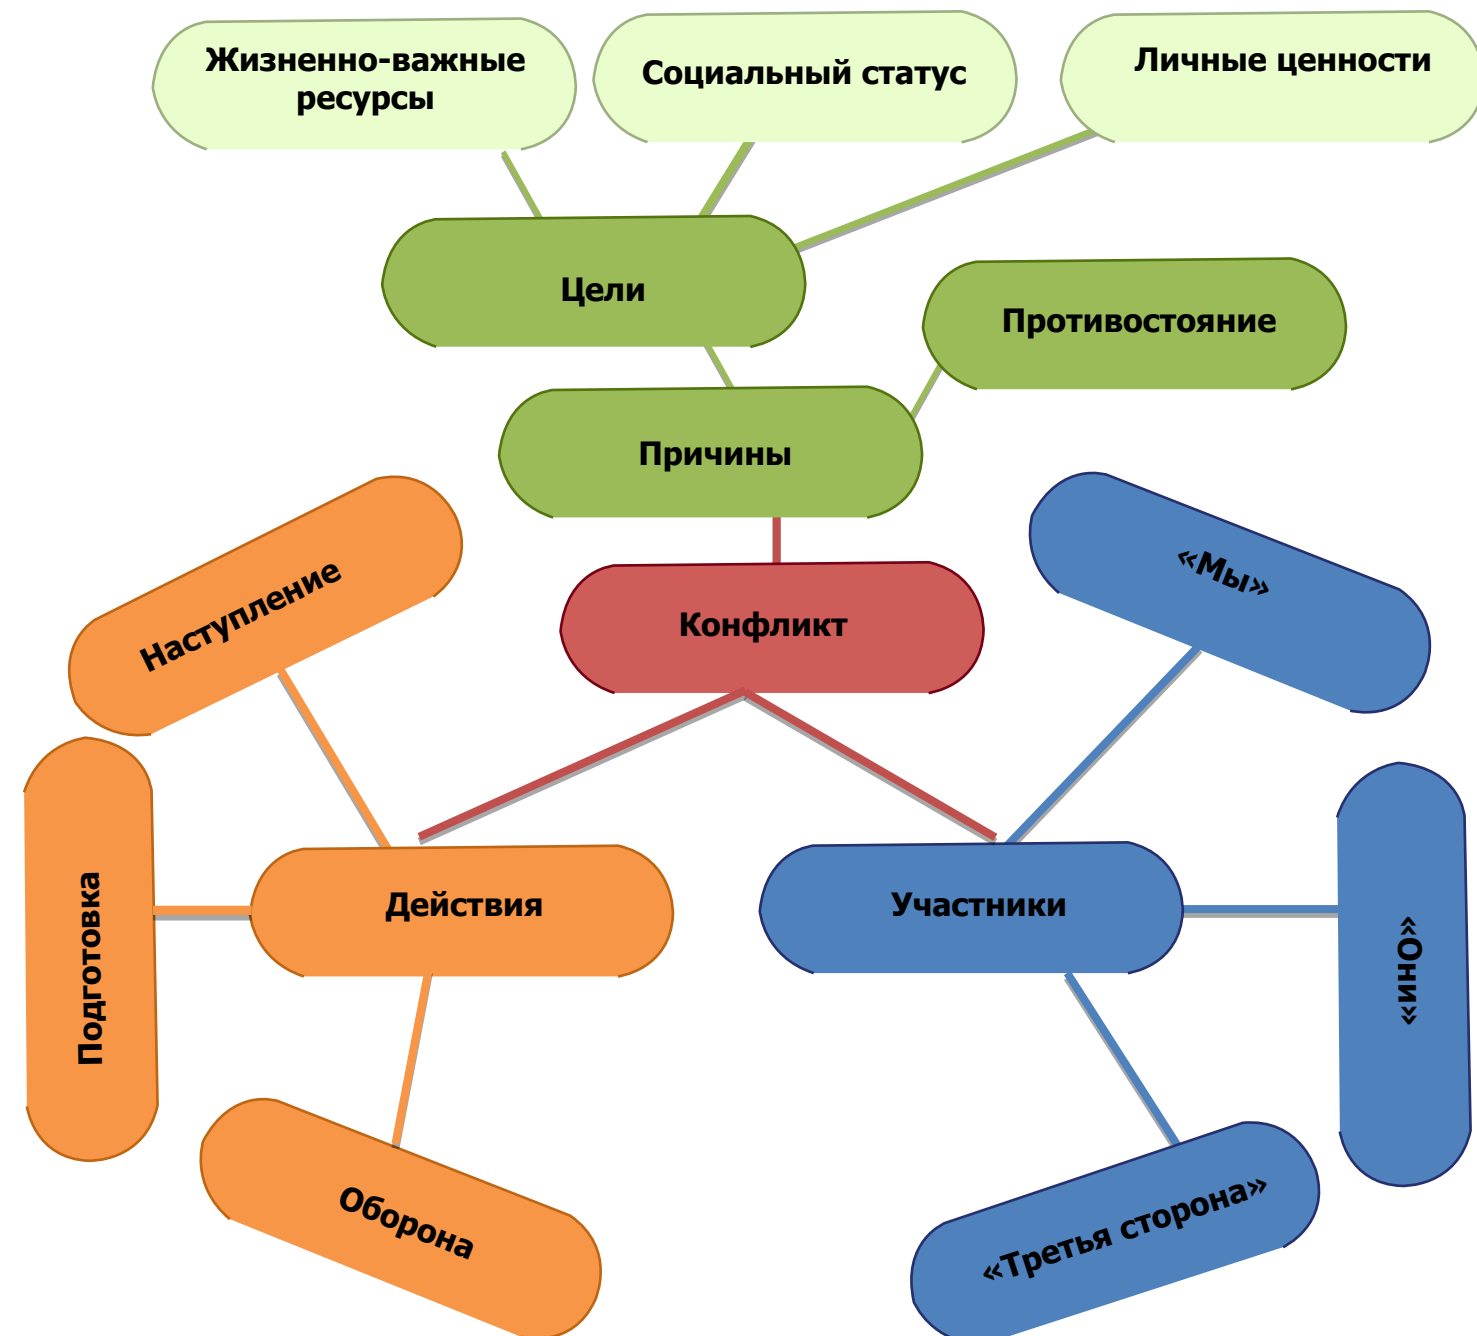 Жизненно-важные
ресурсы
Социальный статус
Личные ценности
Цели
Противостояние
Причины
Наступление
«Мы»
Конфликт
Подготовка
Действия
Участники
«Они»
Оборона
«Третья сторона»